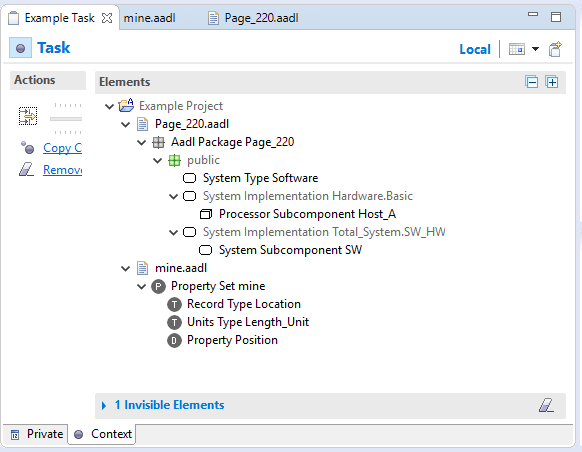 Example Task mine.aadl Page_220.aadl
Task Local
Actions Elements
Copy C
Remove
Example Project
Page_220.aadl
Aadl Package Page_220
public
System Type Software
System Implementation Hardware.Basic
Processor Subcomponent Host_A
System Implementation Total_System.SW_HW
System Subcomponent SW
mine.aadl
P Property Set mine
T Record Type Location
T Units Type Length_Unit
D Property Position
1 Invisible Elements
Private Context